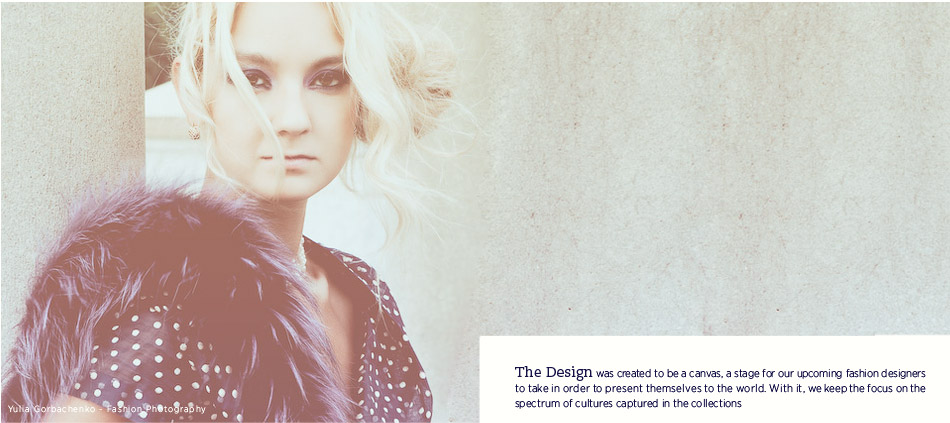 The Design was created to be a canvas, a stage for our upcoming fashion designers
to take in order to present themselves to the world. With it, we keep the focus on the
spectrum of cultures captured in the collections
Yulia Gorbachenko - Fashion Photography